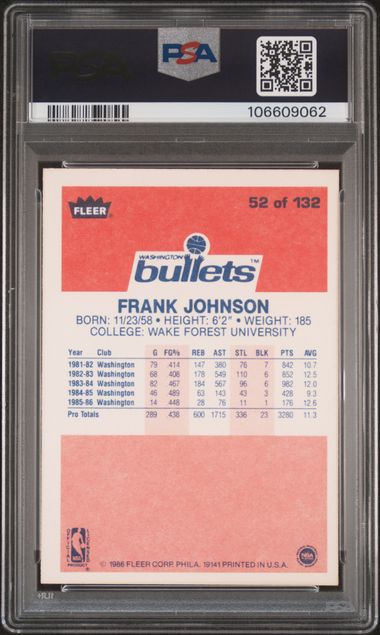 PSA
PSA
106609062
FLEER
52 of 132
WASHINGTON
bullets™
FRANK JOHNSON
BORN: 11/23/58 • HEIGHT: 6'2" • WEIGHT: 185
COLLEGE: WAKE FOREST UNIVERSITY
Year Club G FG% REB AST STL BLK PTS AVG
1981-82 Washington 79 .414 147 380 76 7 842 10.7
1982-83 Washington 68 .408 178 549 110 6 852 12.5
1983-84 Washington 82 .467 184 567 96 6 982 12.0
1984-85 Washington 46 .489 63 143 43 3 428 9.3
1985-86 Washington 14 .448 28 76 11 1 176 12.6
Pro Totals 289 .438 600 1715 336 23 3280 11.3
NBA
PRODUCT
© 1986 FLEER CORP. PHILA. 19141 PRINTED IN U.S.A.